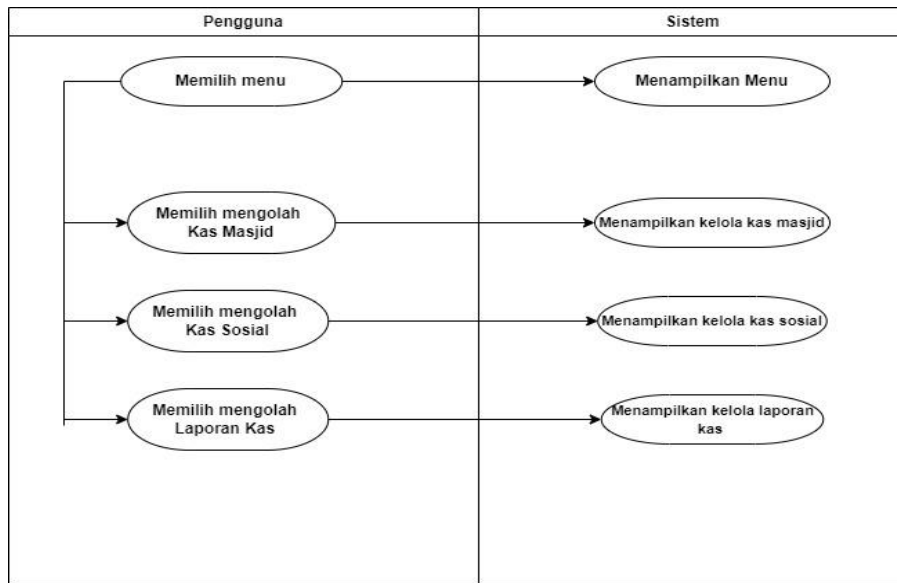 Pengguna
Sistem
Memilih menu
Menampilkan Menu
Memilih mengolah
Kas Masjid
Menampilkan kelola kas masjid
Memilih mengolah
Kas Sosial
Menampilkan kelola kas sosial
Memilih mengolah
Laporan Kas
Menampilkan kelola laporan
kas